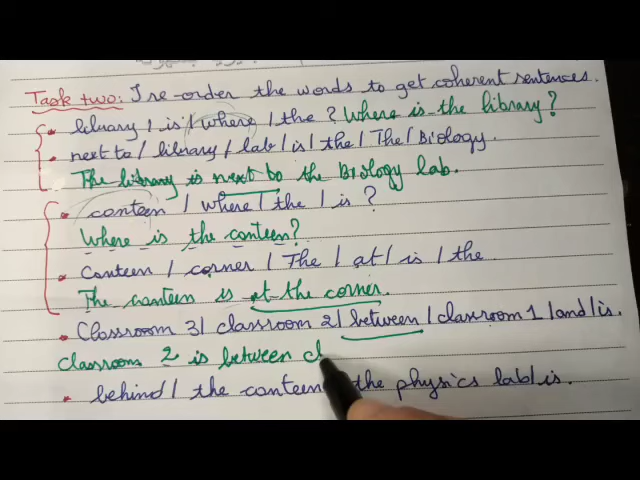 Task two: I re-order the words to get coherent sentences.
• library / is / where / the ? Where is the library?
• next to / library / lab / is / the / The / Biology.
The library is next to the Biology lab.
• canteen / where / the / is ?
Where is the canteen?
• Canteen / corner / The / at / is / the
The canteen is at the corner.
• Classroom 3 / classroom 2 / between / classroom 1 / and / is.
classroom 2 is between cl
• behind / the canteen the physics lab / is.